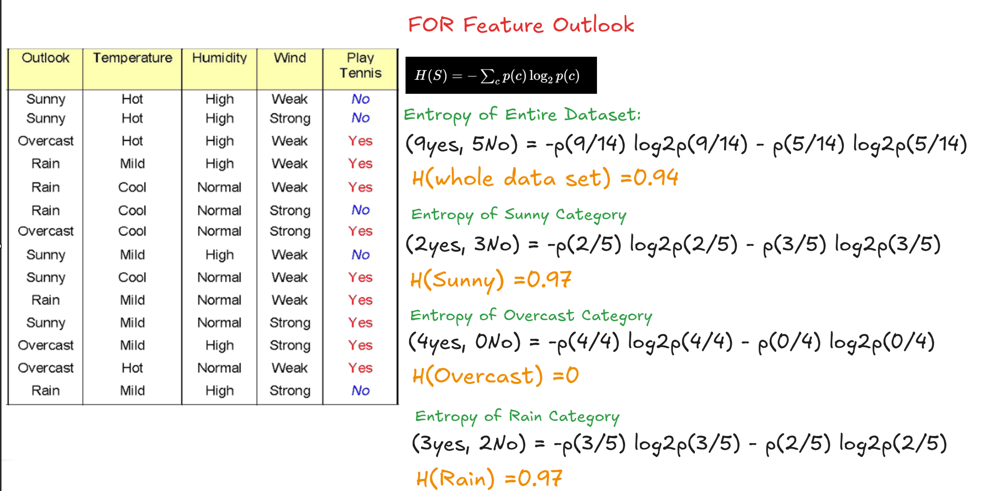 FOR Feature Outlook
Outlook Temperature Humidity Wind Play Tennis
Sunny Hot High Weak No
Sunny Hot High Strong No
Overcast Hot High Weak Yes
Rain Mild High Weak Yes
Rain Cool Normal Weak Yes
Rain Cool Normal Strong No
Overcast Cool Normal Strong Yes
Sunny Mild High Weak No
Sunny Cool Normal Weak Yes
Rain Mild Normal Weak Yes
Sunny Mild Normal Strong Yes
Overcast Mild High Strong Yes
Overcast Hot Normal Weak Yes
Rain Mild High Strong No
H(S) = − ∑c p(c) log₂ p(c)
Entropy of Entire Dataset:
(9yes, 5No) = -p(9/14) log2p(9/14) - p(5/14) log2p(5/14)
H(whole data set) =0.94
Entropy of Sunny Category
(2yes, 3No) = -p(2/5) log2p(2/5) - p(3/5) log2p(3/5)
H(Sunny) =0.97
Entropy of Overcast Category
(4yes, 0No) = -p(4/4) log2p(4/4) - p(0/4) log2p(0/4)
H(Overcast) =0
Entropy of Rain Category
(3yes, 2No) = -p(3/5) log2p(3/5) - p(2/5) log2p(2/5)
H(Rain) =0.97